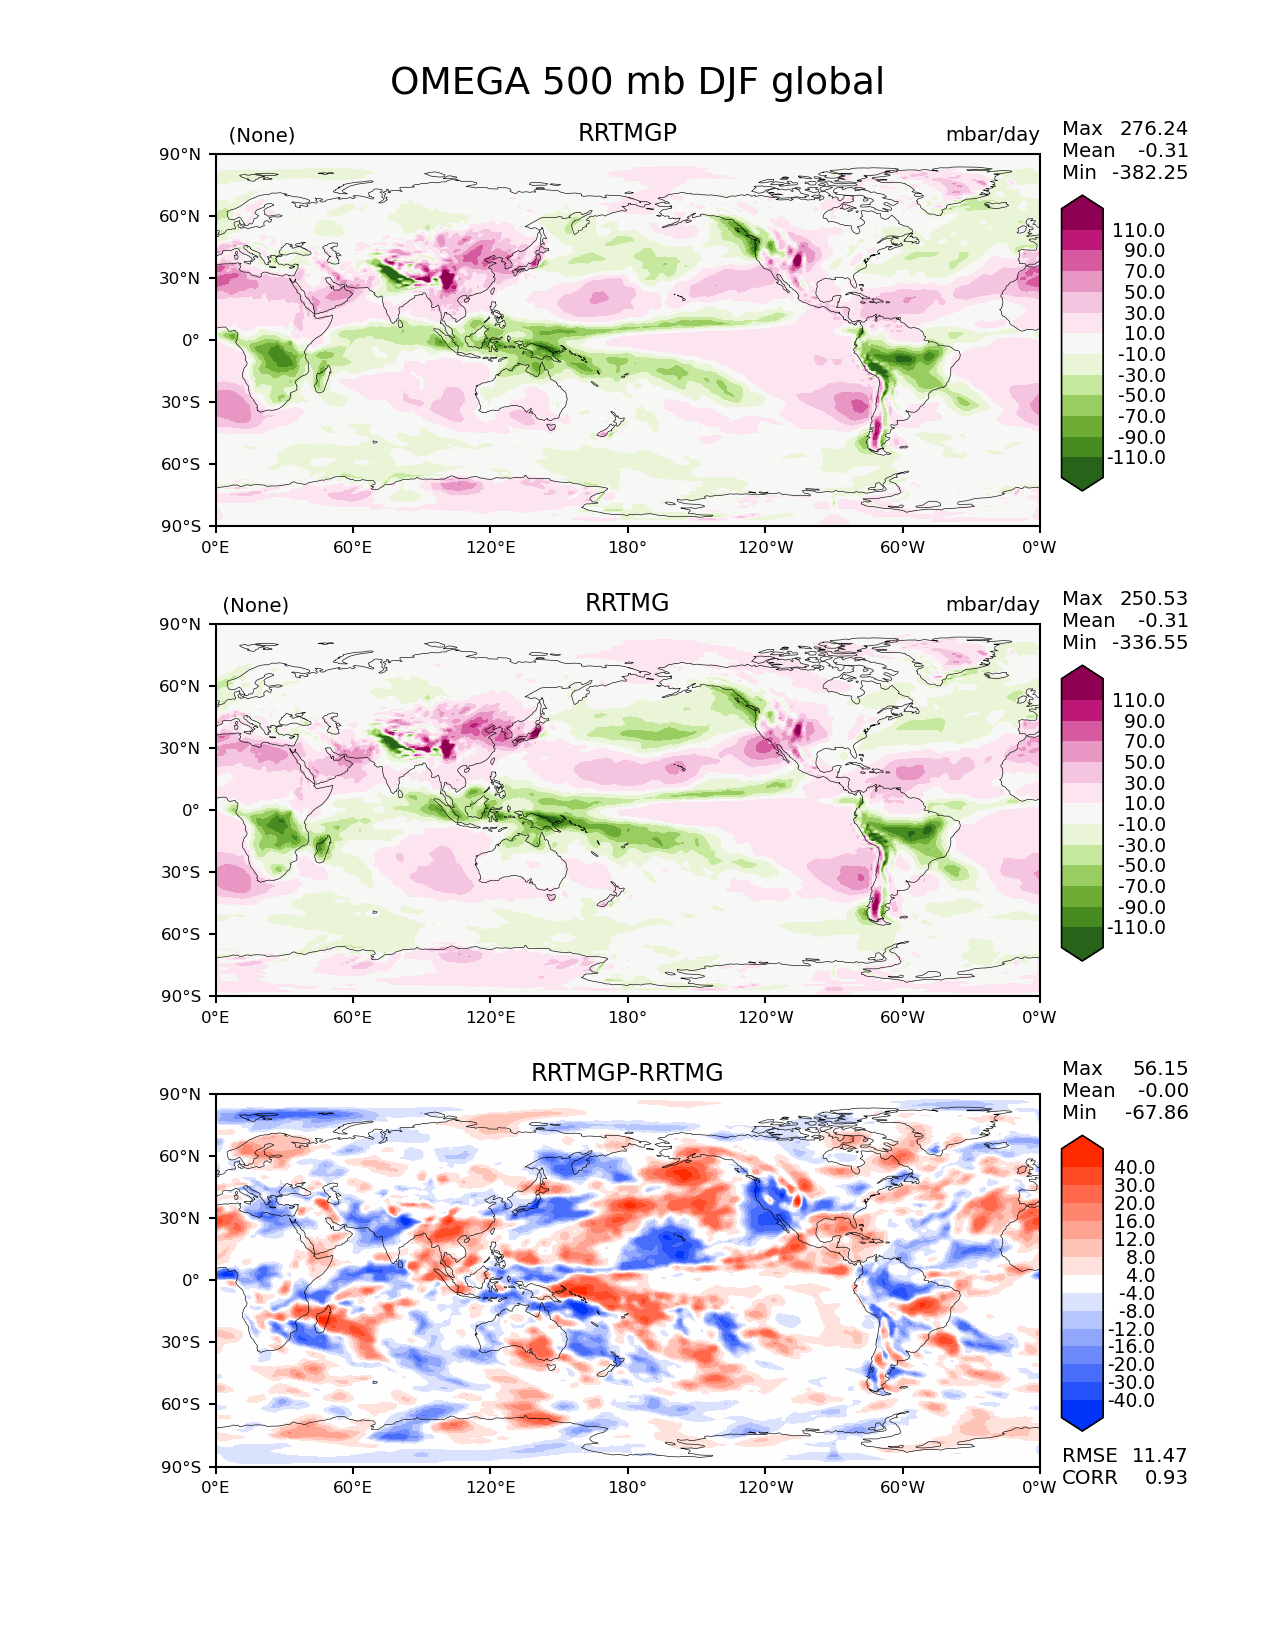 OMEGA 500 mb DJF global
(None) RRTMGP mbar/day
Max 276.24
Mean -0.31
Min -382.25
90°N
60°N
30°N
0°
30°S
60°S
90°S
0°E 60°E 120°E 180° 120°W 60°W 0°W
110.0
90.0
70.0
50.0
30.0
10.0
-10.0
-30.0
-50.0
-70.0
-90.0
-110.0
(None) RRTMG mbar/day
Max 250.53
Mean -0.31
Min -336.55
90°N
60°N
30°N
0°
30°S
60°S
90°S
0°E 60°E 120°E 180° 120°W 60°W 0°W
110.0
90.0
70.0
50.0
30.0
10.0
-10.0
-30.0
-50.0
-70.0
-90.0
-110.0
RRTMGP-RRTMG
Max 56.15
Mean -0.00
Min -67.86
90°N
60°N
30°N
0°
30°S
60°S
90°S
0°E 60°E 120°E 180° 120°W 60°W 0°W
40.0
30.0
20.0
16.0
12.0
8.0
4.0
-4.0
-8.0
-12.0
-16.0
-20.0
-30.0
-40.0
RMSE 11.47
CORR 0.93